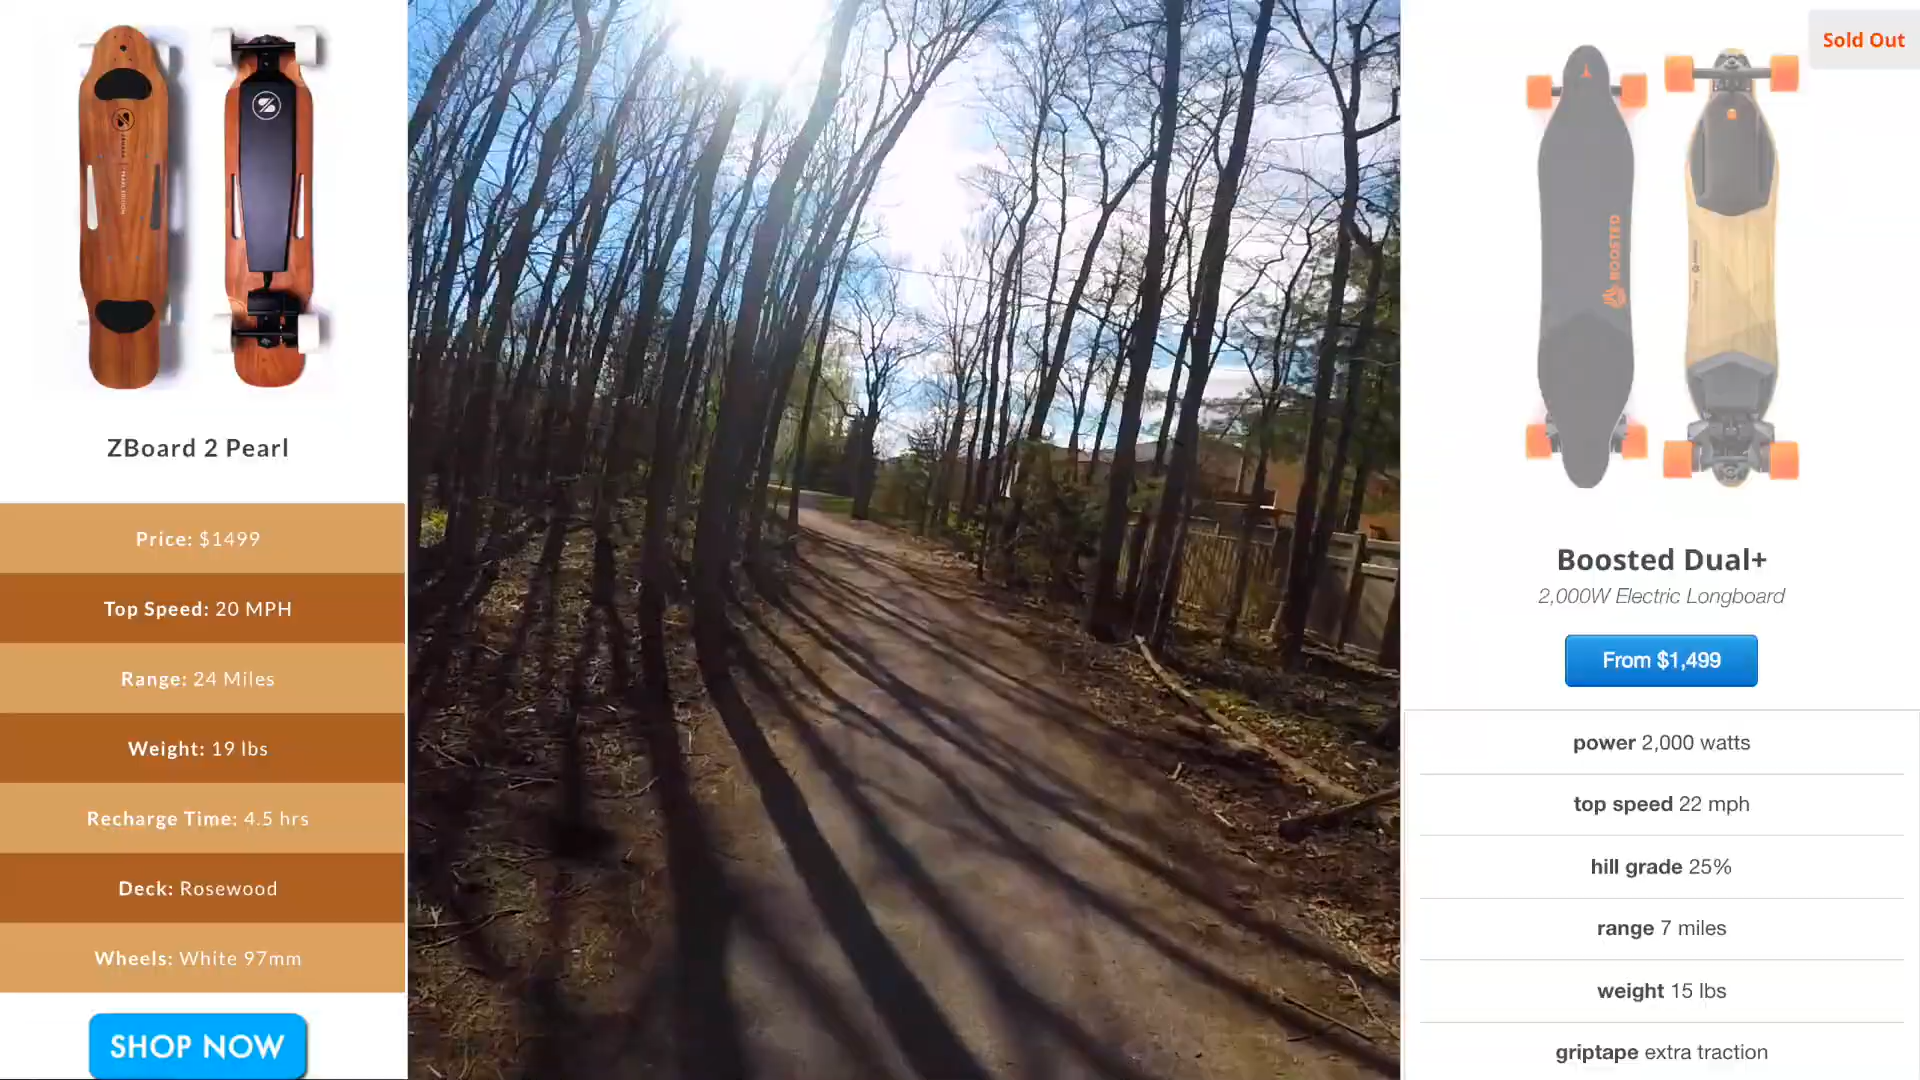 ZBoard 2 Pearl
Price: $1499
Top Speed: 20 MPH
Range: 24 Miles
Weight: 19 lbs
Recharge Time: 4.5 hrs
Deck: Rosewood
Wheels: White 97mm
SHOP NOW
Sold Out
BOOSTED
Boosted Dual+
2,000W Electric Longboard
From $1,499
power 2,000 watts
top speed 22 mph
hill grade 25%
range 7 miles
weight 15 lbs
griptape extra traction